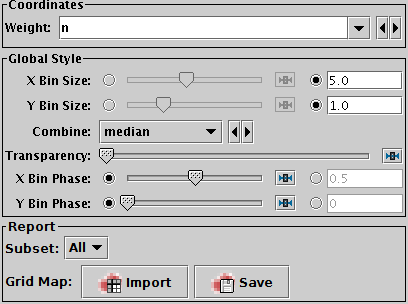 Coordinates
Weight: n
Global Style
X Bin Size: 5.0
Y Bin Size: 1.0
Combine: median
Transparency:
X Bin Phase: 0.5
Y Bin Phase: 0
Report
Subset: All
Grid Map: Import Save